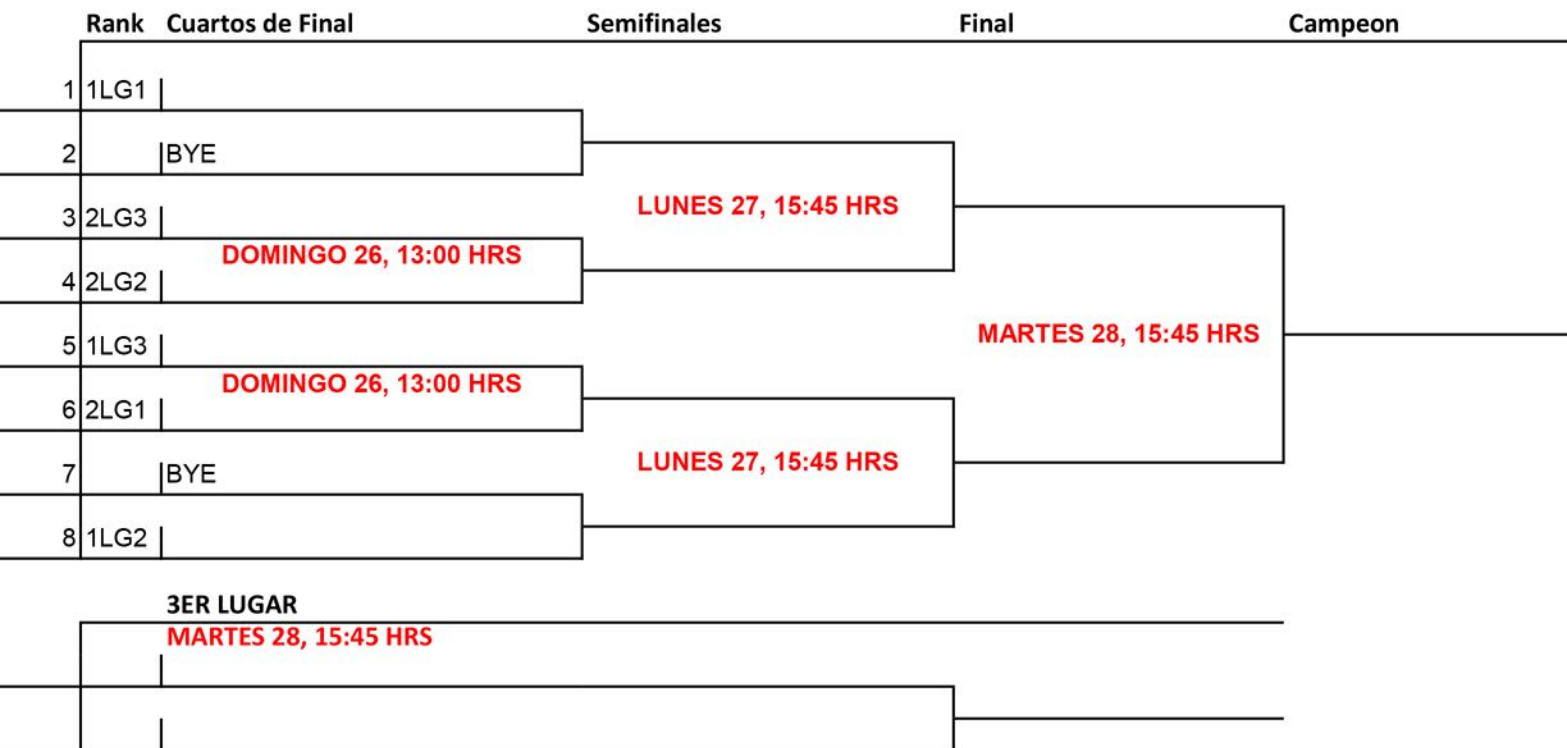 Rank Cuartos de Final Semifinales Final Campeon
1 1LG1
2 BYE
LUNES 27, 15:45 HRS
3 2LG3
DOMINGO 26, 13:00 HRS
4 2LG2
MARTES 28, 15:45 HRS
5 1LG3
DOMINGO 26, 13:00 HRS
6 2LG1
LUNES 27, 15:45 HRS
7 BYE
8 1LG2
3ER LUGAR
MARTES 28, 15:45 HRS